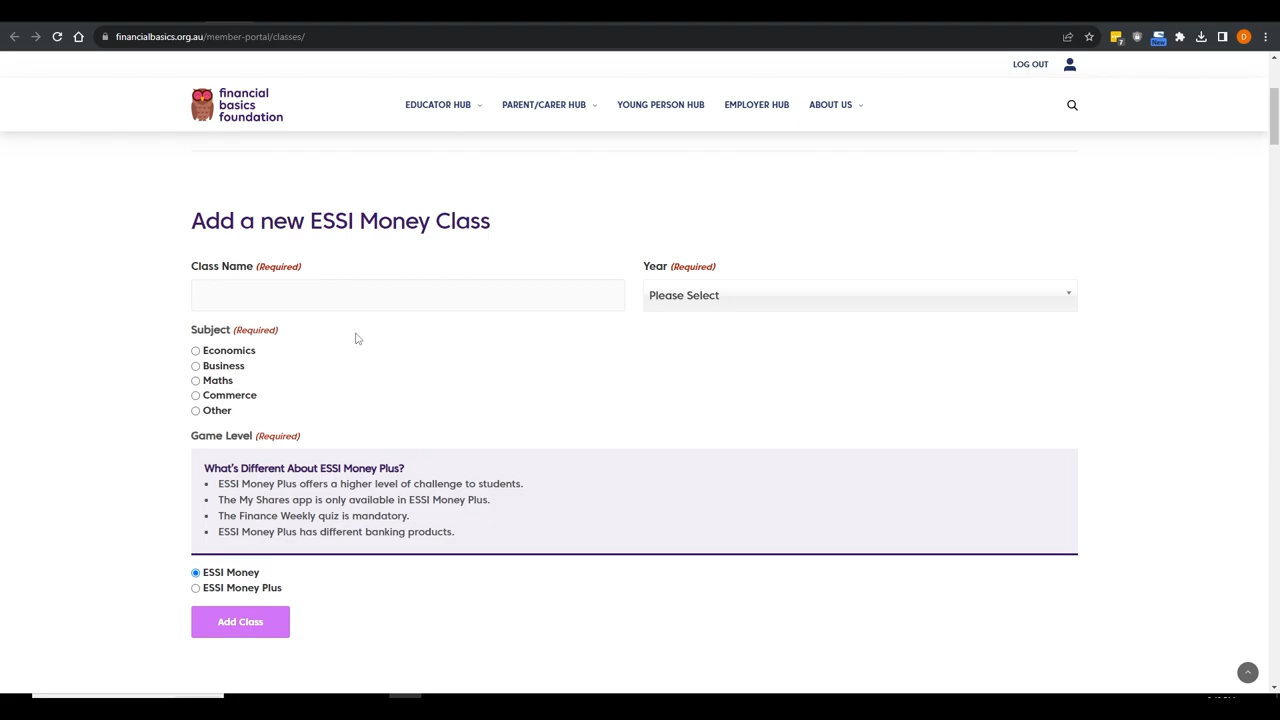 financialbasics.org.au/member-portal/classes/
7
New
D
LOG OUT
financial
basics
foundation
EDUCATOR HUB
PARENT/CARER HUB
YOUNG PERSON HUB
EMPLOYER HUB
ABOUT US
Add a new ESSI Money Class
Class Name (Required)
Year (Required)
Please Select
Subject (Required)
Economics
Business
Maths
Commerce
Other
Game Level (Required)
What's Different About ESSI Money Plus?
• ESSI Money Plus offers a higher level of challenge to students.
• The My Shares app is only available in ESSI Money Plus.
• The Finance Weekly quiz is mandatory.
• ESSI Money Plus has different banking products.
ESSI Money
ESSI Money Plus
Add Class